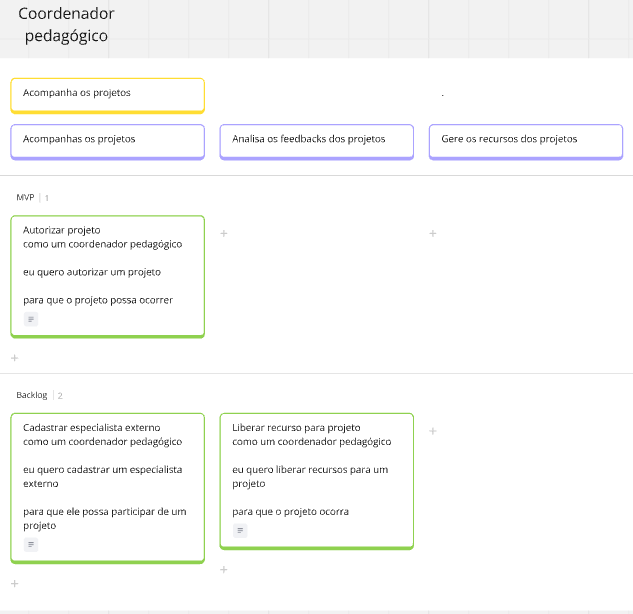 Coordenador
pedagógico
Acompanha os projetos
.
Acompanhas os projetos
Analisa os feedbacks dos projetos
Gere os recursos dos projetos
MVP | 1
Autorizar projeto
como um coordenador pedagógico
eu quero autorizar um projeto
para que o projeto possa ocorrer
Backlog | 2
Cadastrar especialista externo
como um coordenador pedagógico
eu quero cadastrar um especialista
externo
para que ele possa participar de um
projeto
Liberar recurso para projeto
como um coordenador pedagógico
eu quero liberar recursos para um
projeto
para que o projeto ocorra